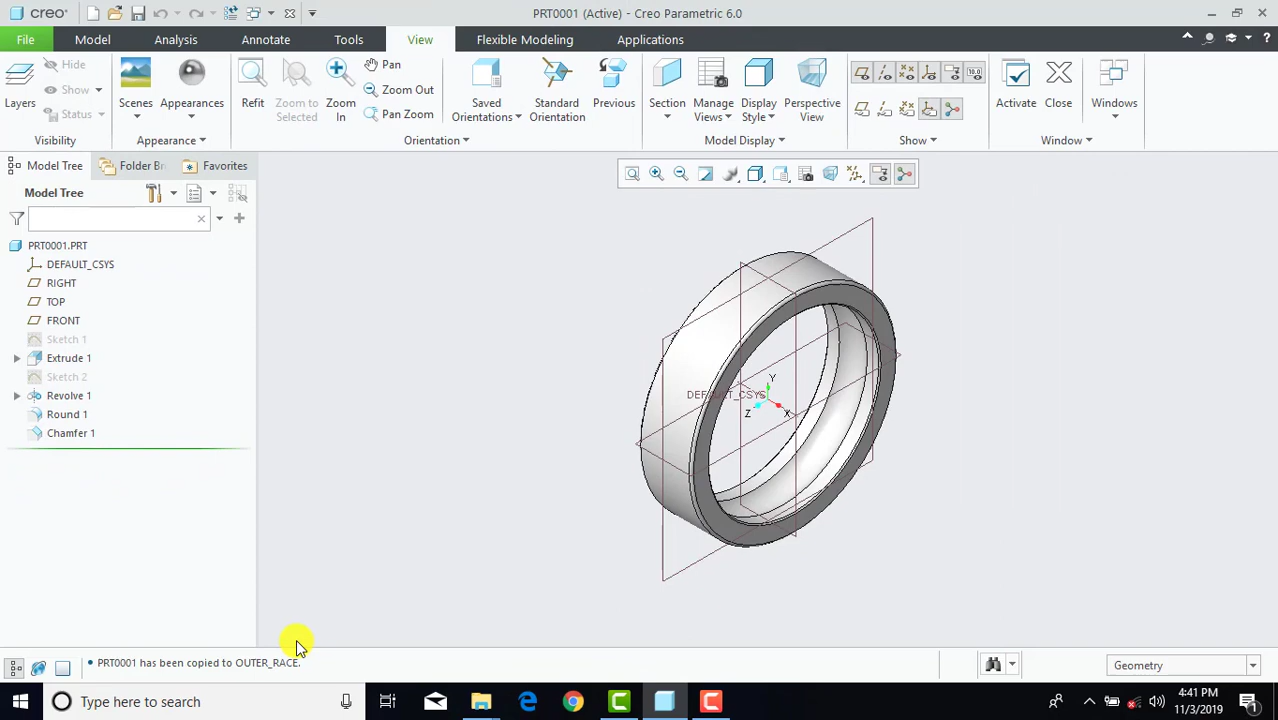 creo
PRT0001 (Active) - Creo Parametric 6.0
File
Model
Analysis
Annotate
Tools
View
Flexible Modeling
Applications
Layers
Hide
Show
Status
Visibility
Scenes
Appearances
Appearance
Refit
Zoom to Selected
Zoom In
Pan
Zoom Out
Pan Zoom
Saved Orientations
Standard Orientation
Previous
Orientation
Section
Manage Views
Display Style
Perspective View
Model Display
10.0
Show
Activate
Close
Windows
Window
Model Tree
Folder Br
Favorites
Model Tree
PRT0001.PRT
DEFAULT_CSYS
RIGHT
TOP
FRONT
Sketch 1
Extrude 1
Sketch 2
Revolve 1
Round 1
Chamfer 1
Y
DEFAULT_CSYS
Z
X
PRT0001 has been copied to OUTER_RACE.
Geometry
Type here to search
4:41 PM
11/3/2019
1